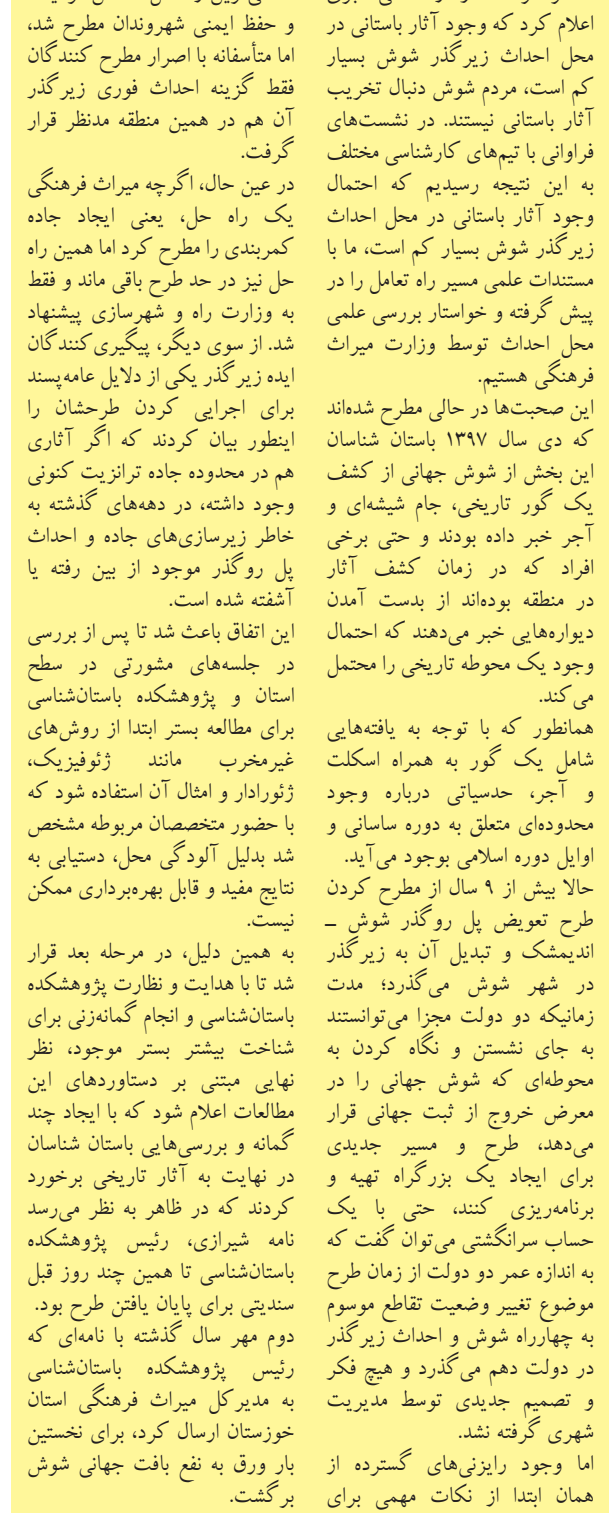 اعلام کرد که وجود آثار باستانی در
محل احداث زیرگذر شوش بسیار
کم است، مردم شوش دنبال تخریب
آثار باستانی نیستند. در نشست‌های
فراوانی با تیم‌های کارشناسی مختلف
به این نتیجه رسیدیم که احتمال
وجود آثار باستانی در محل احداث
زیرگذر شوش بسیار کم است، ما با
مستندات علمی مسیر راه تعامل را در
پیش گرفته و خواستار بررسی علمی
محل احداث توسط وزارت میراث
فرهنگی هستیم.
این صحبت‌ها در حالی مطرح شده‌اند
که دی سال ۱۳۹۷ باستان شناسان
این بخش از شوش جهانی از کشف
یک گور تاریخی، جام شیشه‌ای و
آجر خبر داده بودند و حتی برخی
افراد که در زمان کشف آثار
در منطقه بوده‌اند از بدست آمدن
دیواره‌هایی خبر می‌دهند که احتمال
وجود یک محوطه تاریخی را محتمل
می‌کند.
همانطور که با توجه به یافته‌هایی
شامل یک گور به همراه اسکلت
و آجر، حدسیاتی درباره وجود
محدوده‌ای متعلق به دوره ساسانی و
اوایل دوره اسلامی بوجود می‌آید.
حالا بیش از ۹ سال از مطرح کردن
طرح تعویض پل روگذر شوش ـ
اندیمشک و تبدیل آن به زیرگذر
در شهر شوش می‌گذرد؛ مدت
زمانیکه دو دولت مجزا می‌توانستند
به جای نشستن و نگاه کردن به
محوطه‌ای که شوش جهانی را در
معرض خروج از ثبت جهانی قرار
می‌دهد، طرح و مسیر جدیدی
برای ایجاد یک بزرگراه تهیه و
برنامه‌ریزی کنند، حتی با یک
حساب سرانگشتی می‌توان گفت که
به اندازه عمر دو دولت از زمان طرح
موضوع تغییر وضعیت تقاطع موسوم
به چهارراه شوش و احداث زیرگذر
در دولت دهم می‌گذرد و هیچ فکر
و تصمیم جدیدی توسط مدیریت
شهری گرفته نشد.
اما وجود رایزنی‌های گسترده از
همان ابتدا از نکات مهمی برای
و حفظ ایمنی شهروندان مطرح شد،
اما متأسفانه با اصرار مطرح کنندگان
فقط گزینه احداث فوری زیرگذر
آن هم در همین منطقه مدنظر قرار
گرفت.
در عین حال، اگرچه میراث فرهنگی
یک راه حل، یعنی ایجاد جاده
کمربندی را مطرح کرد اما همین راه
حل نیز در حد طرح باقی ماند و فقط
به وزارت راه و شهرسازی پیشنهاد
شد. از سوی دیگر، پیگیری‌کنندگان
ایده زیرگذر یکی از دلایل عامه‌پسند
برای اجرایی کردن طرحشان را
اینطور بیان کردند که اگر آثاری
هم در محدوده جاده ترانزیت کنونی
وجود داشته، در دهه‌های گذشته به
خاطر زیرسازی‌های جاده و احداث
پل روگذر موجود از بین رفته یا
آشفته شده است.
این اتفاق باعث شد تا پس از بررسی
در جلسه‌های مشورتی در سطح
استان و پژوهشکده باستان‌شناسی
برای مطالعه بستر ابتدا از روش‌های
غیرمخرب مانند ژئوفیزیک،
ژئورادار و امثال آن استفاده شود که
با حضور متخصصان مربوطه مشخص
شد بدلیل آلودگی محل، دستیابی به
نتایج مفید و قابل بهره‌برداری ممکن
نیست.
به همین دلیل، در مرحله بعد قرار
شد تا با هدایت و نظارت پژوهشکده
باستان‌شناسی و انجام گمانه‌زنی برای
شناخت بیشتر بستر موجود، نظر
نهایی مبتنی بر دستاوردهای این
مطالعات اعلام شود که با ایجاد چند
گمانه و بررسی‌هایی باستان شناسان
در نهایت به آثار تاریخی برخورد
کردند که در ظاهر به نظر می‌رسد
نامه شیرازی، رئیس پژوهشکده
باستان‌شناسی تا همین چند روز قبل
سندیتی برای پایان یافتن طرح بود.
دوم مهر سال گذشته با نامه‌ای که
رئیس پژوهشکده باستان‌شناسی
به مدیرکل میراث فرهنگی استان
خوزستان ارسال کرد، برای نخستین
بار ورق به نفع بافت جهانی شوش
برگشت.